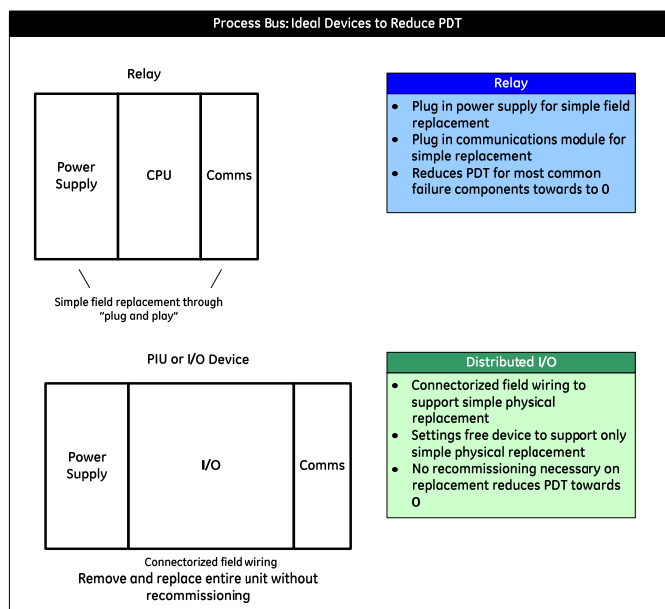 Process Bus: Ideal Devices to Reduce PDT
Relay
Power
Supply
CPU
Comms
Simple field replacement through
"plug and play"
Relay
• Plug in power supply for simple field
replacement
• Plug in communications module for
simple replacement
• Reduces PDT for most common
failure components towards to 0
PIU or I/O Device
Power
Supply
I/O
Comms
Connectorized field wiring
Remove and replace entire unit without
recommissioning
Distributed I/O
• Connectorized field wiring to
support simple physical
replacement
• Settings free device to support only
simple physical replacement
• No recommissioning necessary on
replacement reduces PDT towards
0